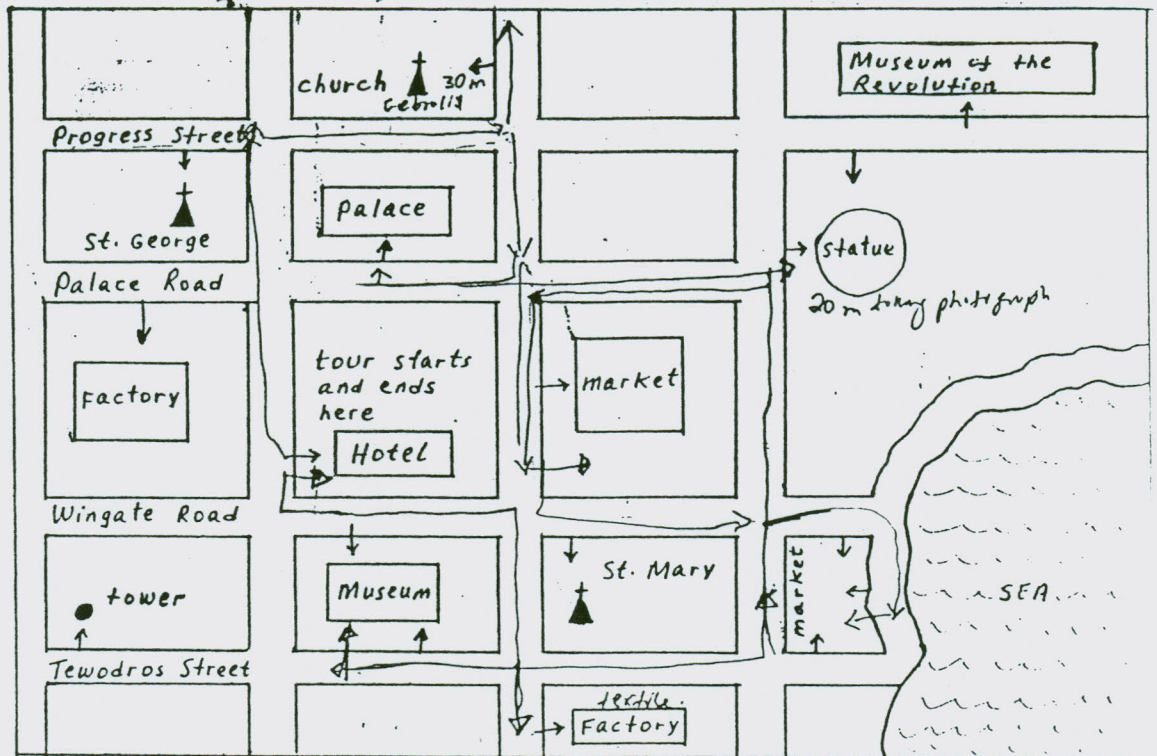 church
30m
Museum of the
Revolution
Progress Street
St. George
Palace
Statue
Palace Road
20 m taking photograph
Factory
tour starts
and ends
here
Hotel
market
Wingate Road
tower
Museum
St. Mary
market
SEA
Tewodros Street
textile
Factory